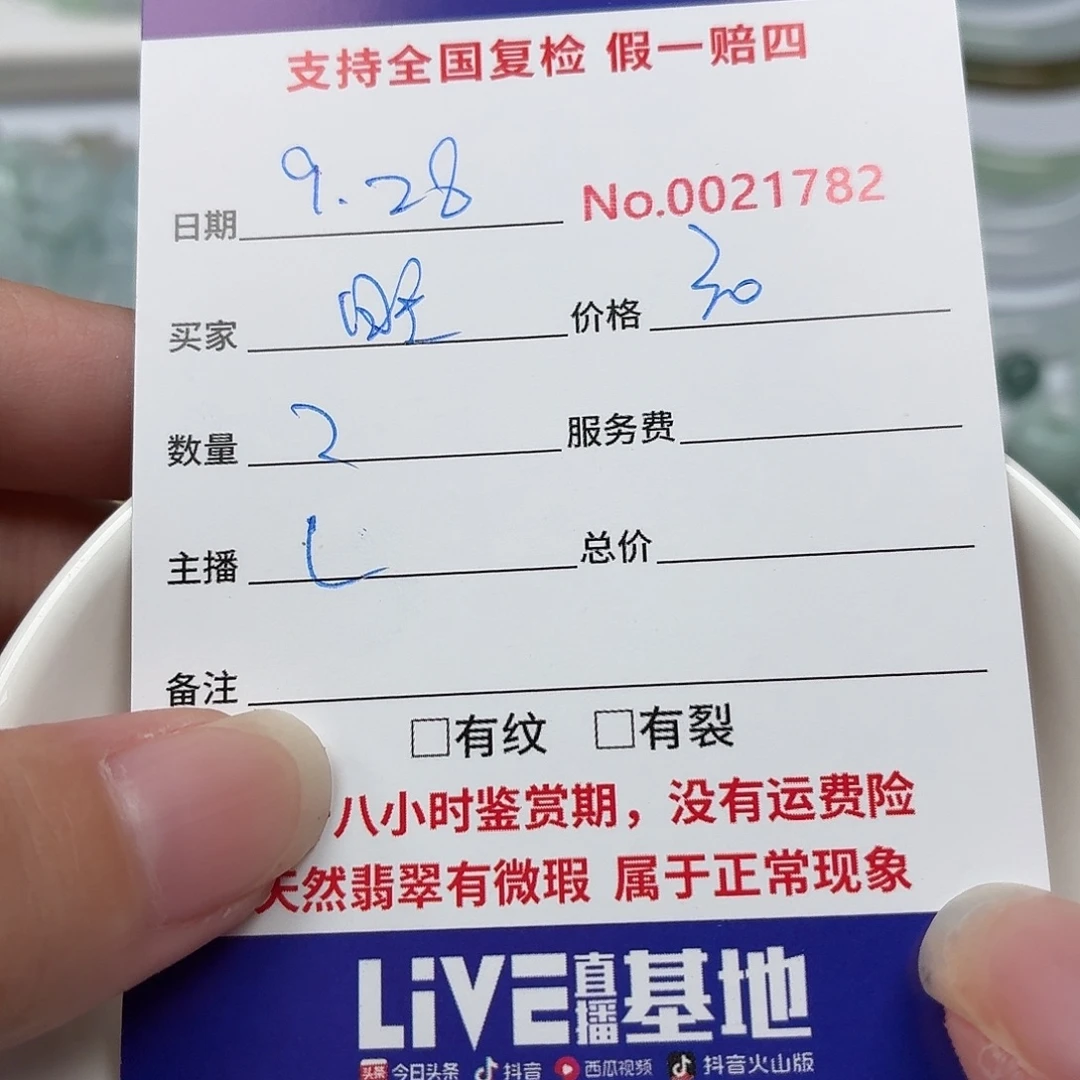 支持全国复检 假一赔四
日期 9.28 No.0021782
买家 旺 价格 30
数量 2 服务费
主播 L 总价
备注
□有纹 □有裂
八小时鉴赏期，没有运费险
天然翡翠有微瑕 属于正常现象
LiVE直播基地
头条 今日头条 抖音 西瓜视频 抖音火山版